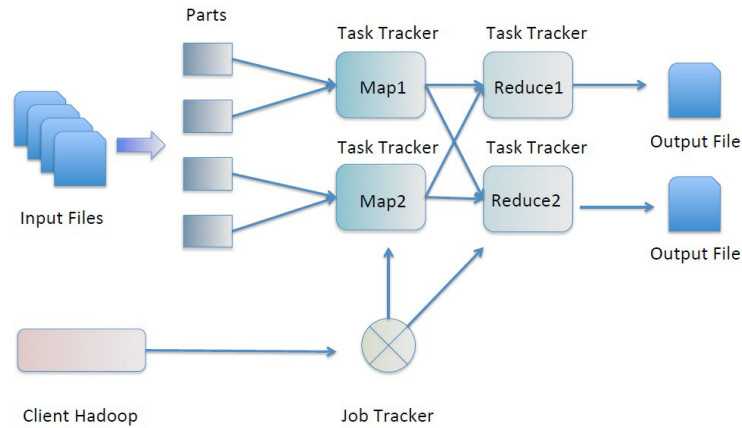 Parts
Task Tracker
Task Tracker
Map1
Reduce1
Output File
Task Tracker
Task Tracker
Map2
Reduce2
Input Files
Output File
Client Hadoop
Job Tracker